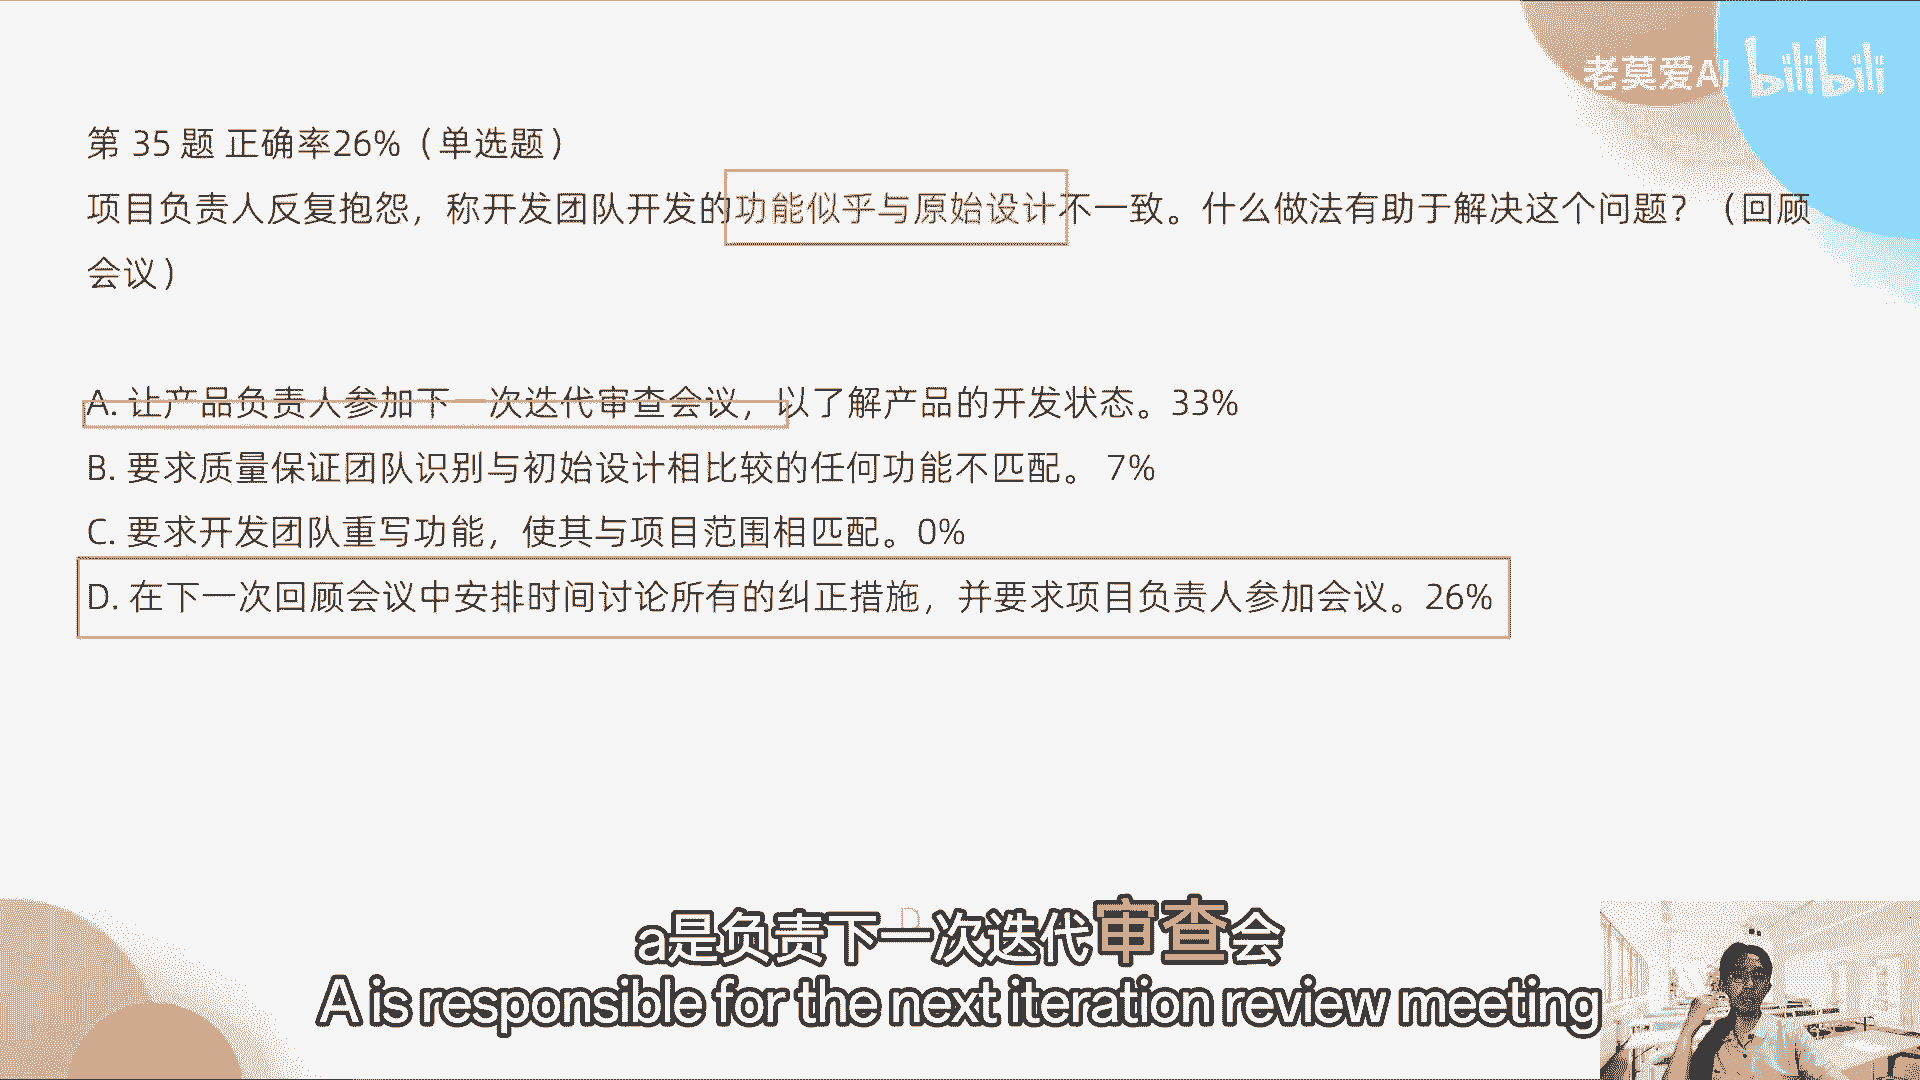 老莫爱AI bilibili
第 35 题 正确率26%（单选题）
项目负责人反复抱怨，称开发团队开发的功能似乎与原始设计不一致。什么做法有助于解决这个问题？（回顾
会议）
A. 让产品负责人参加下一次迭代审查会议，以了解产品的开发状态。33%
B. 要求质量保证团队识别与初始设计相比较的任何功能不匹配。 7%
C. 要求开发团队重写功能，使其与项目范围相匹配。0%
D. 在下一次回顾会议中安排时间讨论所有的纠正措施，并要求项目负责人参加会议。26%
D
a是负责下一次迭代审查会
A is responsible for the next iteration review meeting